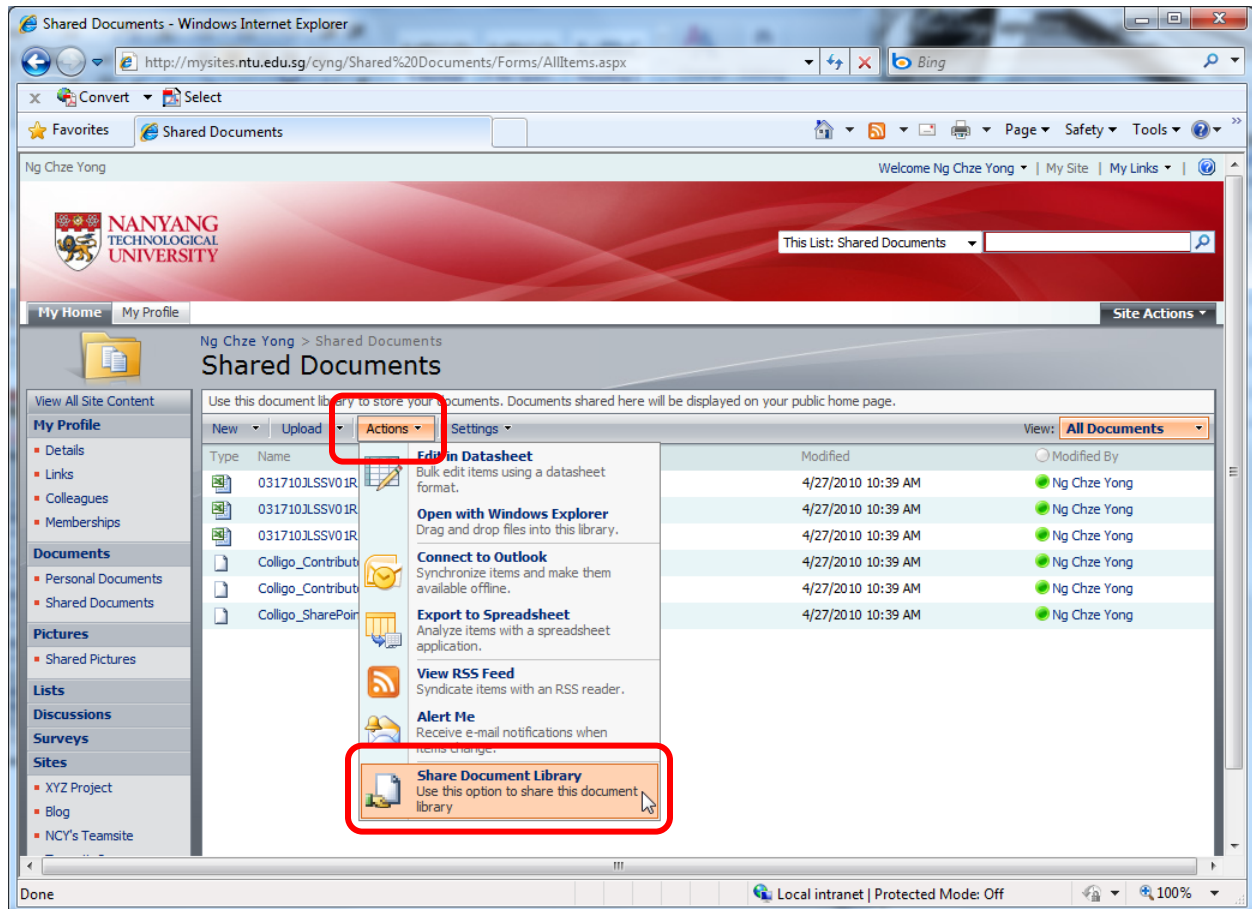 Shared Documents - Windows Internet Explorer
http://mysites.ntu.edu.sg/cyng/Shared%20Documents/Forms/AllItems.aspx
Bing
x Convert Select
Favorites Shared Documents Page Safety Tools »
Ng Chze Yong Welcome Ng Chze Yong | My Site | My Links |
NANYANG
TECHNOLOGICAL
UNIVERSITY
This List: Shared Documents
My Home My Profile Site Actions
Ng Chze Yong > Shared Documents
Shared Documents
View All Site Content
Use this document library to store your documents. Documents shared here will be displayed on your public home page.
My Profile
Details
Links
Colleagues
Memberships
Documents
Personal Documents
Shared Documents
Pictures
Shared Pictures
Lists
Discussions
Surveys
Sites
XYZ Project
Blog
NCY's Teamsite
New Upload Actions Settings View: All Documents
Type Name Modified Modified By
031710JLSSV01R 4/27/2010 10:39 AM Ng Chze Yong
031710JLSSV01R 4/27/2010 10:39 AM Ng Chze Yong
031710JLSSV01R 4/27/2010 10:39 AM Ng Chze Yong
Colligo_Contribut 4/27/2010 10:39 AM Ng Chze Yong
Colligo_Contribut 4/27/2010 10:39 AM Ng Chze Yong
Colligo_SharePoin 4/27/2010 10:39 AM Ng Chze Yong
Edit in Datasheet
Bulk edit items using a datasheet
format.
Open with Windows Explorer
Drag and drop files into this library.
Connect to Outlook
Synchronize items and make them
available offline.
Export to Spreadsheet
Analyze items with a spreadsheet
application.
View RSS Feed
Syndicate items with an RSS reader.
Alert Me
Receive e-mail notifications when
items change.
Share Document Library
Use this option to share this document
library
Done Local intranet | Protected Mode: Off 100%